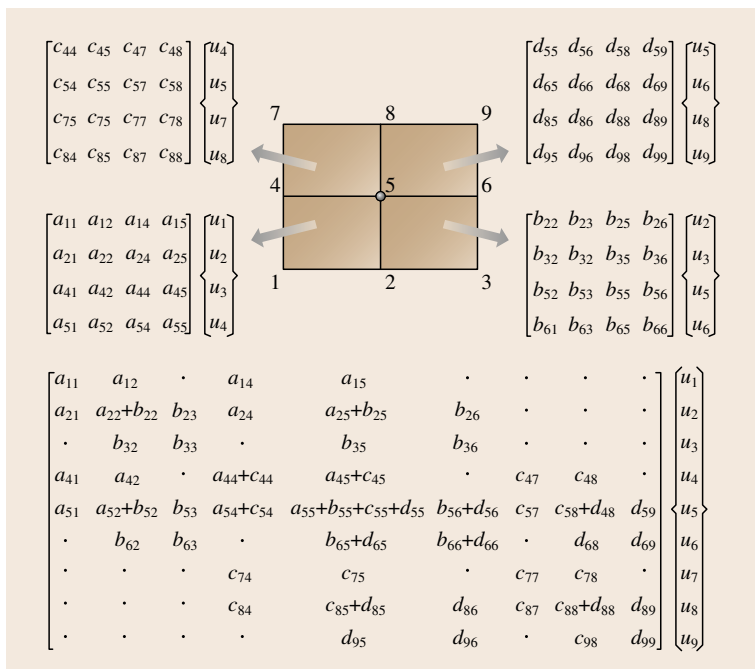 c44 c45 c47 c48 u4
c54 c55 c57 c58 u5
c75 c75 c77 c78 u7
c84 c85 c87 c88 u8
d55 d56 d58 d59 u5
d65 d66 d68 d69 u6
d85 d86 d88 d89 u8
d95 d96 d98 d99 u9
7 8 9
4 5 6
1 2 3
a11 a12 a14 a15 u1
a21 a22 a24 a25 u2
a41 a42 a44 a45 u3
a51 a52 a54 a55 u4
b22 b23 b25 b26 u2
b32 b32 b35 b36 u3
b52 b53 b55 b56 u5
b61 b63 b65 b66 u6
a11 a12 · a14 a15 · · · · u1
a21 a22+b22 b23 a24 a25+b25 b26 · · · u2
· b32 b33 · b35 b36 · · · u3
a41 a42 · a44+c44 a45+c45 · c47 c48 · u4
a51 a52+b52 b53 a54+c54 a55+b55+c55+d55 b56+d56 c57 c58+d48 d59 u5
· b62 b63 · b65+d65 b66+d66 · d68 d69 u6
· · · c74 c75 · c77 c78 · u7
· · · c84 c85+d85 d86 c87 c88+d88 d89 u8
· · · · d95 d96 · c98 d99 u9